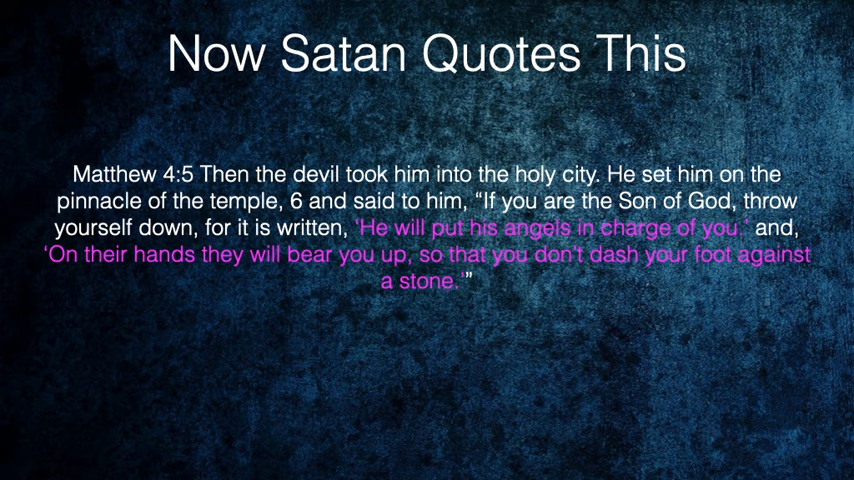 Now Satan Quotes This
Matthew 4:5 Then the devil took him into the holy city. He set him on the
pinnacle of the temple, 6 and said to him, “If you are the Son of God, throw
yourself down, for it is written, ‘He will put his angels in charge of you.’ and,
‘On their hands they will bear you up, so that you don’t dash your foot against
a stone.’”